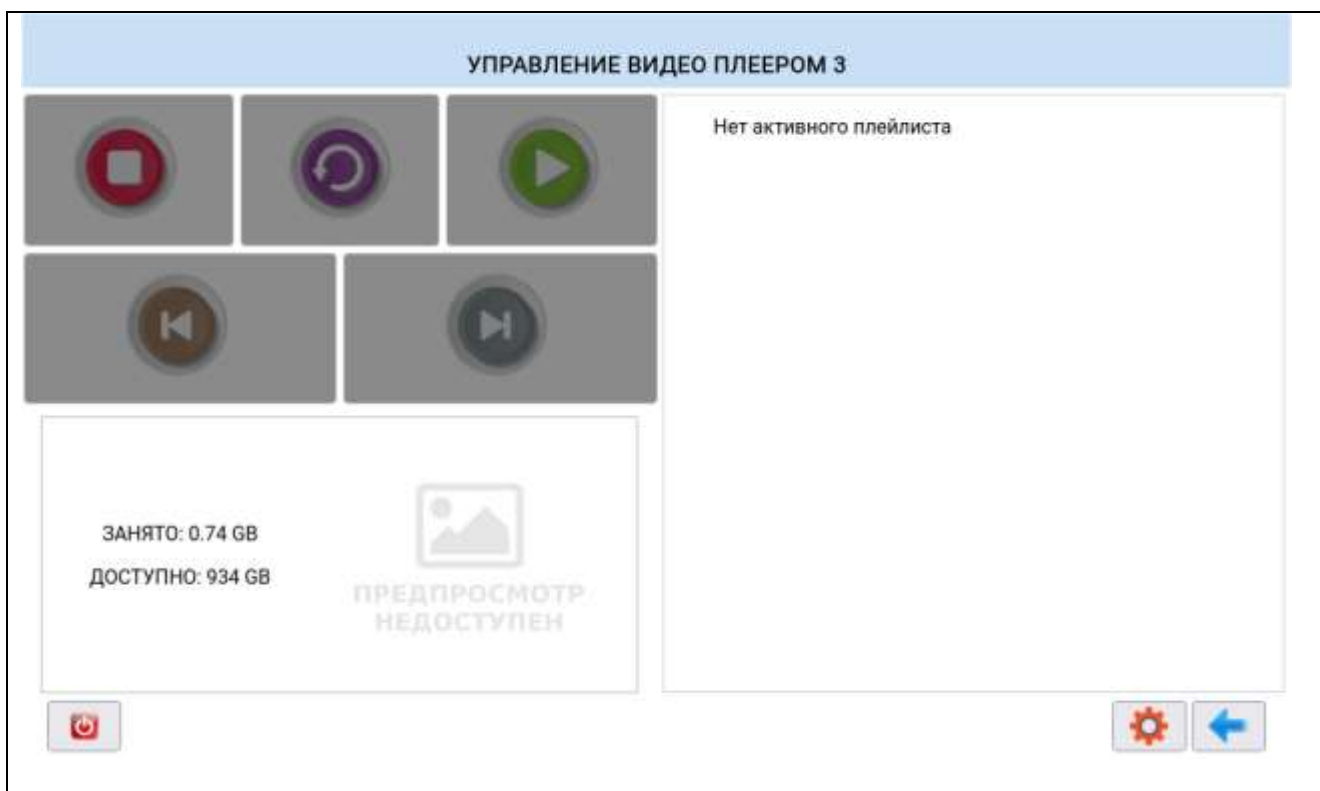 УПРАВЛЕНИЕ ВИДЕО ПЛЕЕРОМ 3
Нет активного плейлиста
ЗАНЯТО: 0.74 GB
ДОСТУПНО: 934 GB
ПРЕДПРОСМОТР
НЕДОСТУПЕН